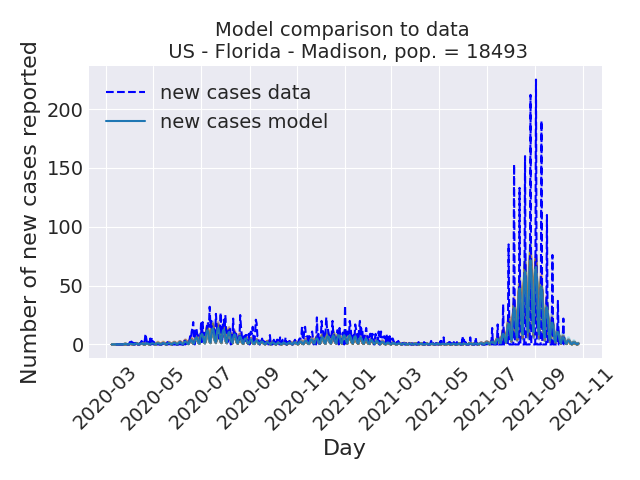 Model comparison to data
US - Florida - Madison, pop. = 18493
new cases data
new cases model
Number of new cases reported
200
150
100
50
0
2020-03
2020-05
2020-07
2020-09
2020-11
2021-01
2021-03
2021-05
2021-07
2021-09
2021-11
Day